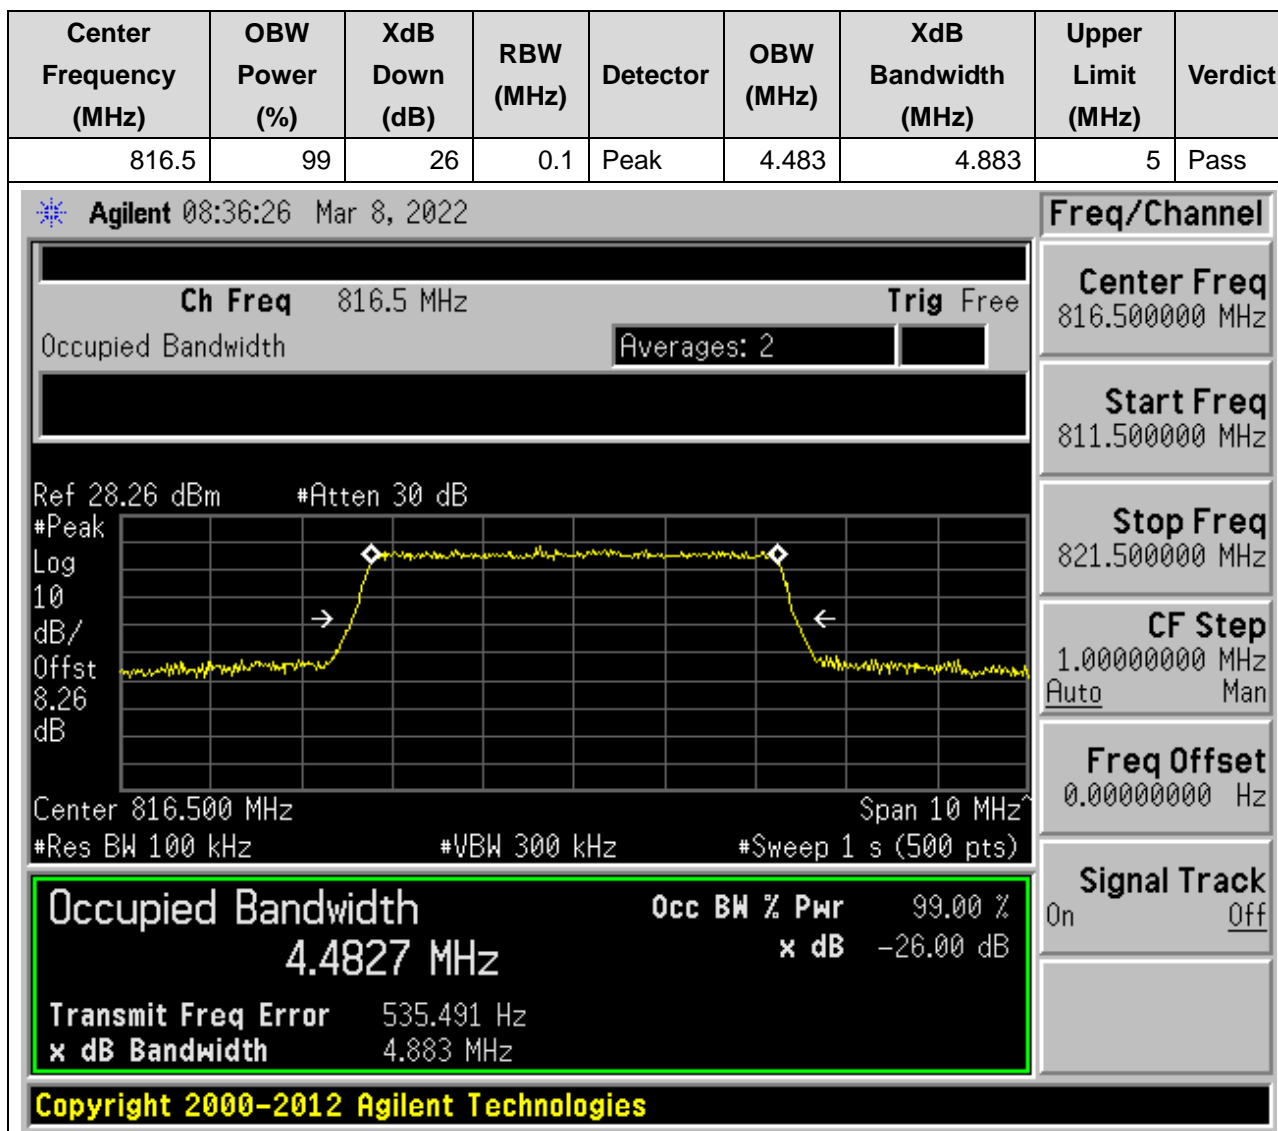 Center Frequency (MHz) OBW Power (%) XdB Down (dB) RBW (MHz) Detector OBW (MHz) XdB Bandwidth (MHz) Upper Limit (MHz) Verdict
816.5 99 26 0.1 Peak 4.483 4.883 5 Pass
Agilent 08:36:26 Mar 8, 2022
Freq/Channel
Ch Freq 816.5 MHz Trig Free
Occupied Bandwidth Averages: 2
Center Freq
816.500000 MHz
Start Freq
811.500000 MHz
Stop Freq
821.500000 MHz
CF Step
1.00000000 MHz
Auto Man
Freq Offset
0.00000000 Hz
Signal Track
On Off
Ref 28.26 dBm #Atten 30 dB
#Peak
Log
10
dB/
Offst
8.26
dB
Center 816.500 MHz Span 10 MHz^
#Res BW 100 kHz #VBW 300 kHz #Sweep 1 s (500 pts)
Occupied Bandwidth Occ BW % Pwr 99.00 %
4.4827 MHz x dB -26.00 dB
Transmit Freq Error 535.491 Hz
x dB Bandwidth 4.883 MHz
Copyright 2000-2012 Agilent Technologies